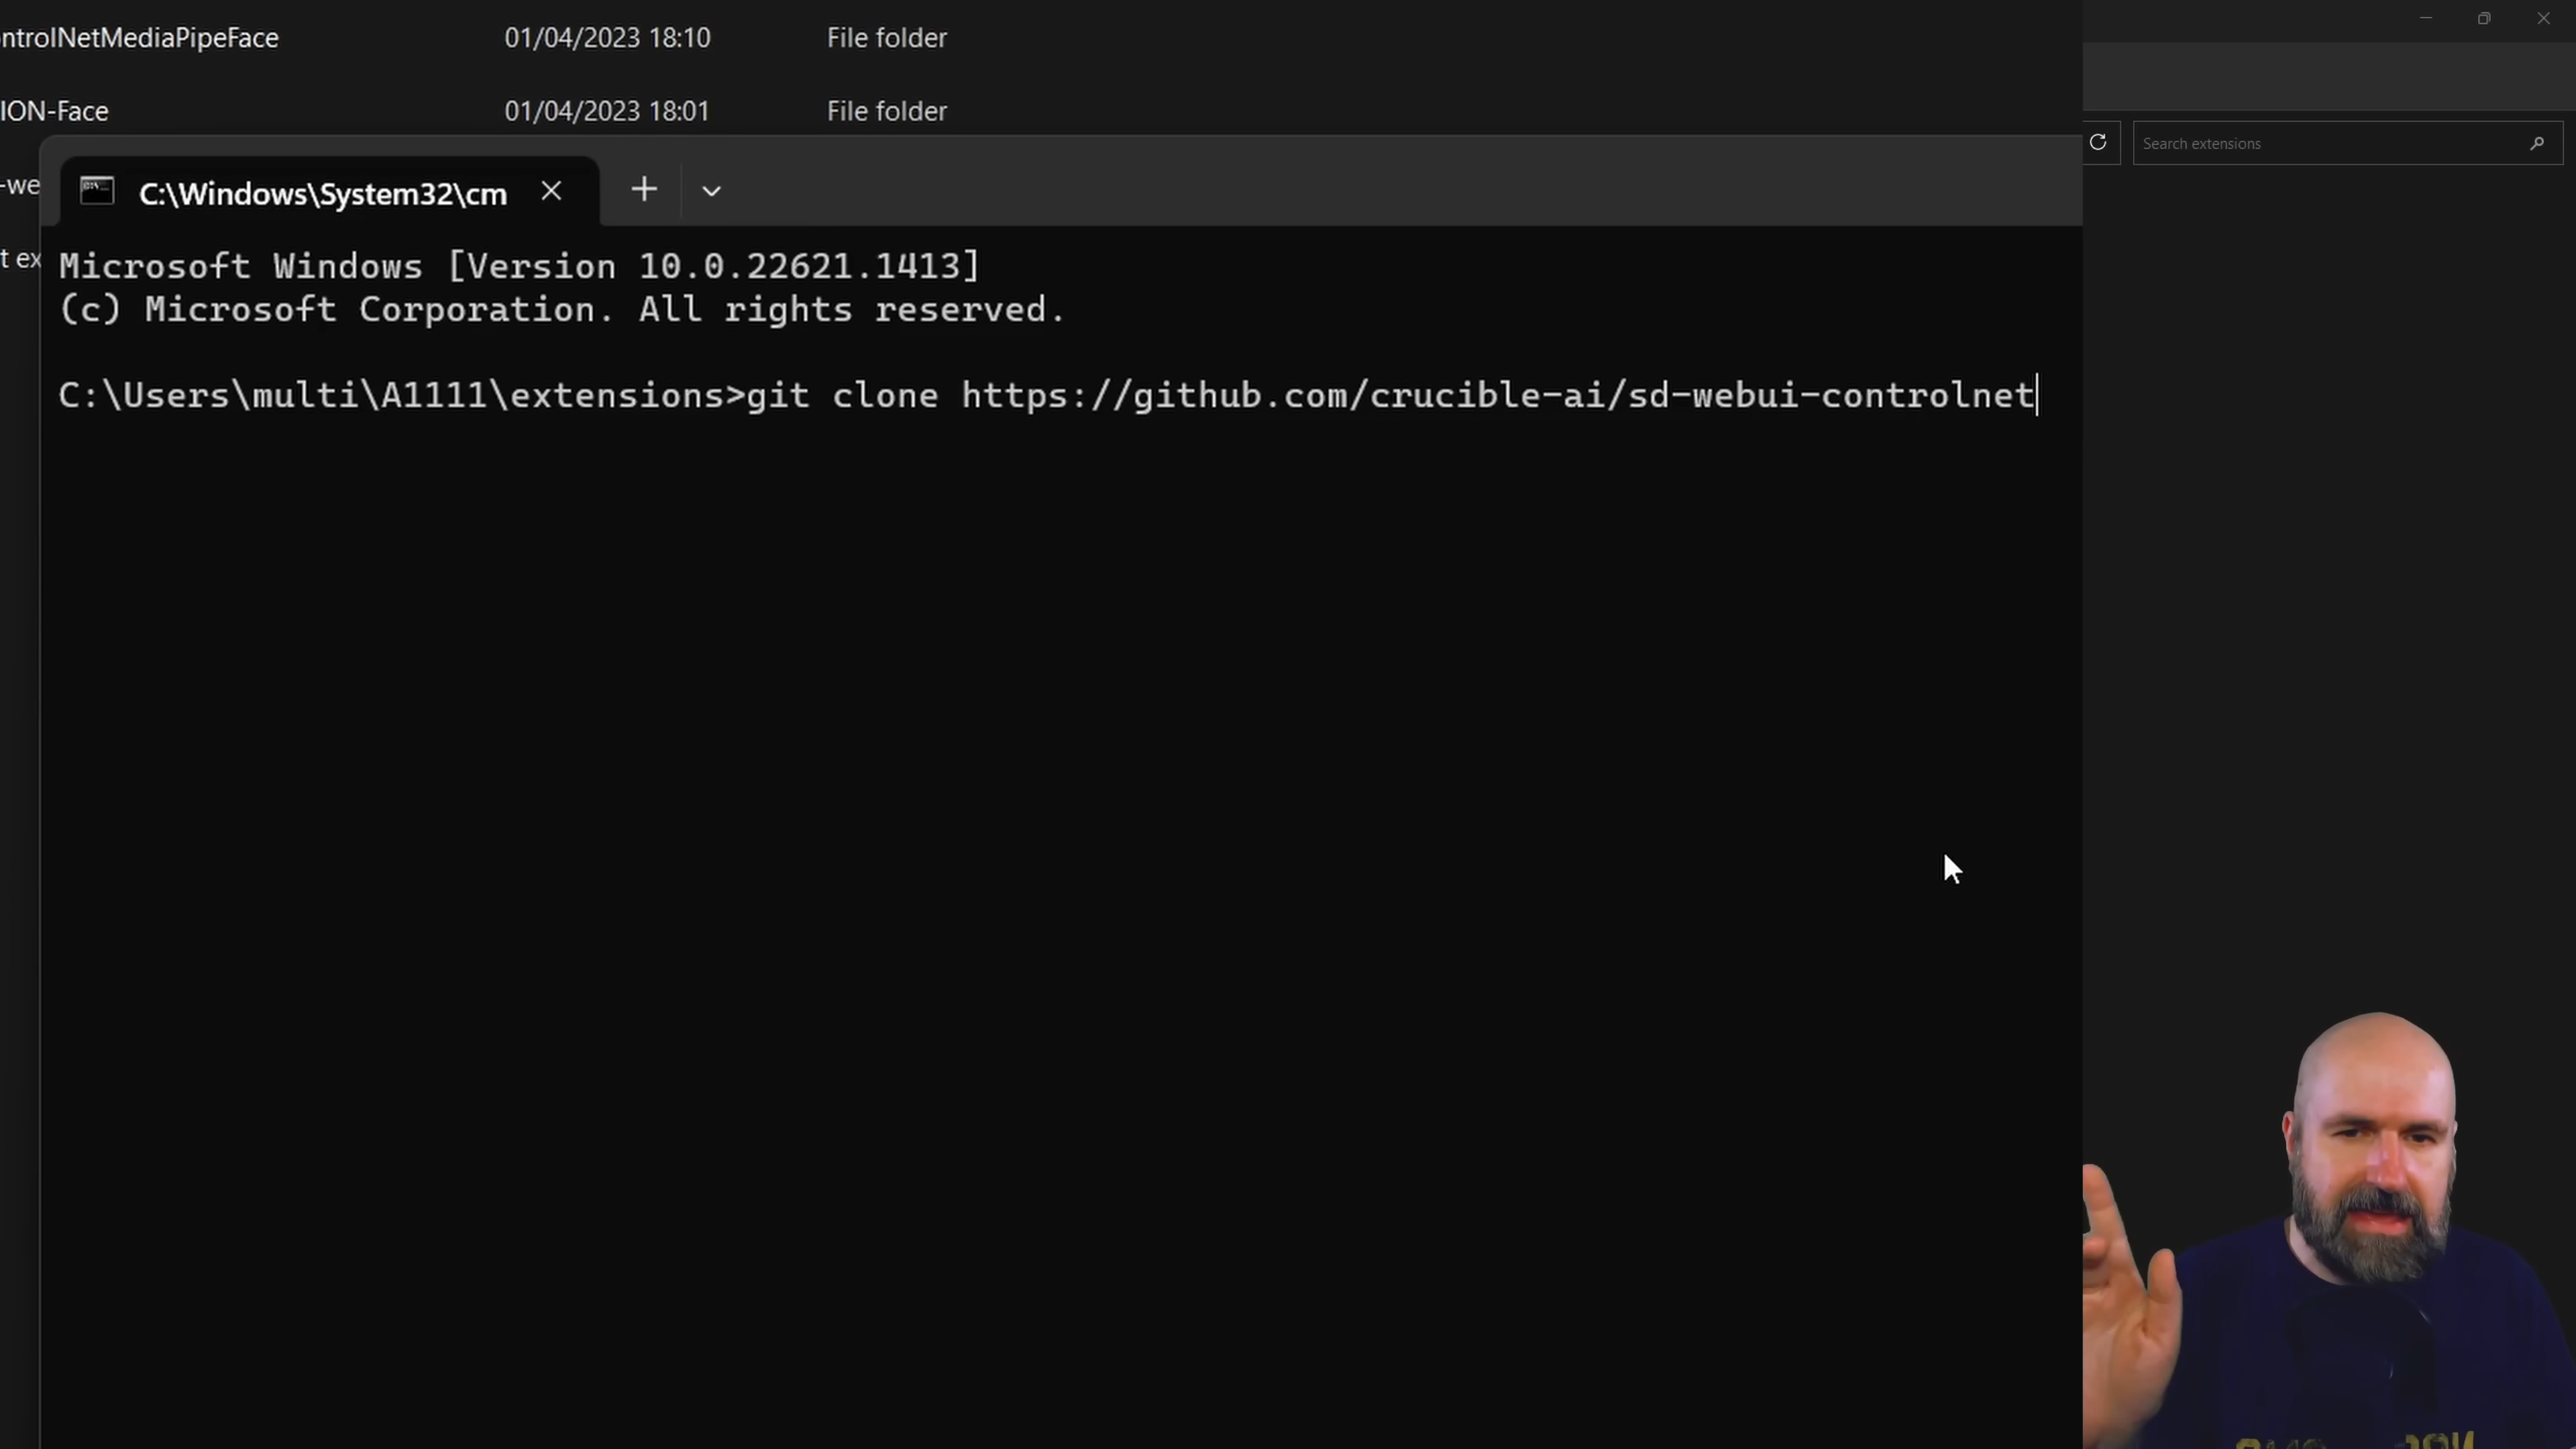 ntrolNetMediaPipeFace 01/04/2023 18:10 File folder
ION-Face 01/04/2023 18:01 File folder
Search extensions
-we
C:\Windows\System32\cm
t ex
Microsoft Windows [Version 10.0.22621.1413]
(c) Microsoft Corporation. All rights reserved.
C:\Users\multi\A1111\extensions>git clone https://github.com/crucible-ai/sd-webui-controlnet